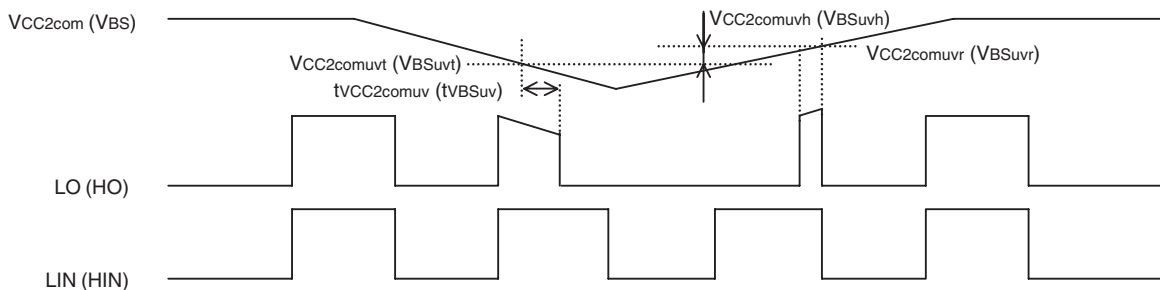 VCC2com (VBS)
VCC2comuvh (VBSuvh)
VCC2comuvr (VBSuvr)
VCC2comuvt (VBSuvt)
tVCC2comuv (tVBSuv)
LO (HO)
LIN (HIN)